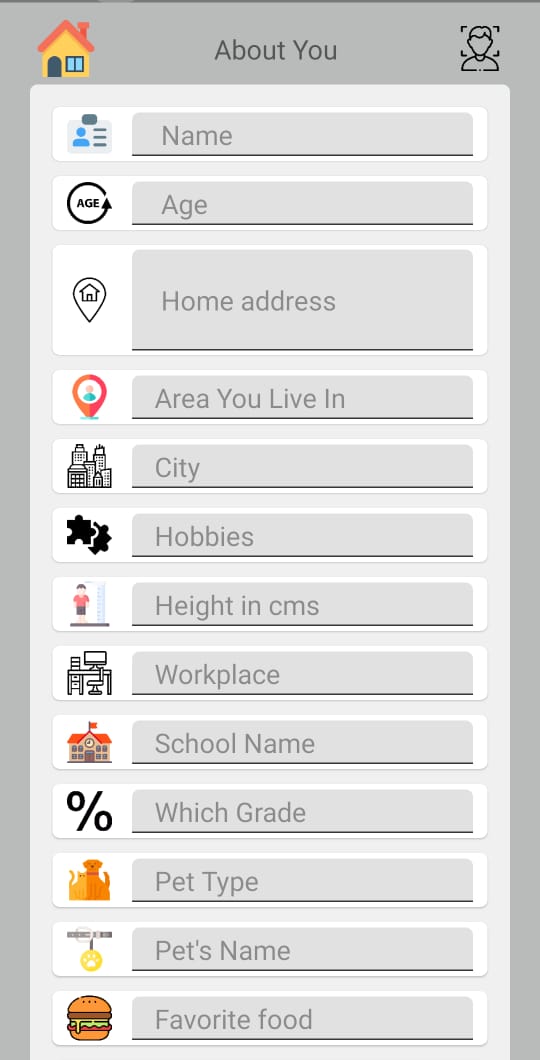 About You
Name
AGE
Age
Home address
Area You Live In
City
Hobbies
Height in cms
Workplace
School Name
%
Which Grade
Pet Type
Pet's Name
Favorite food